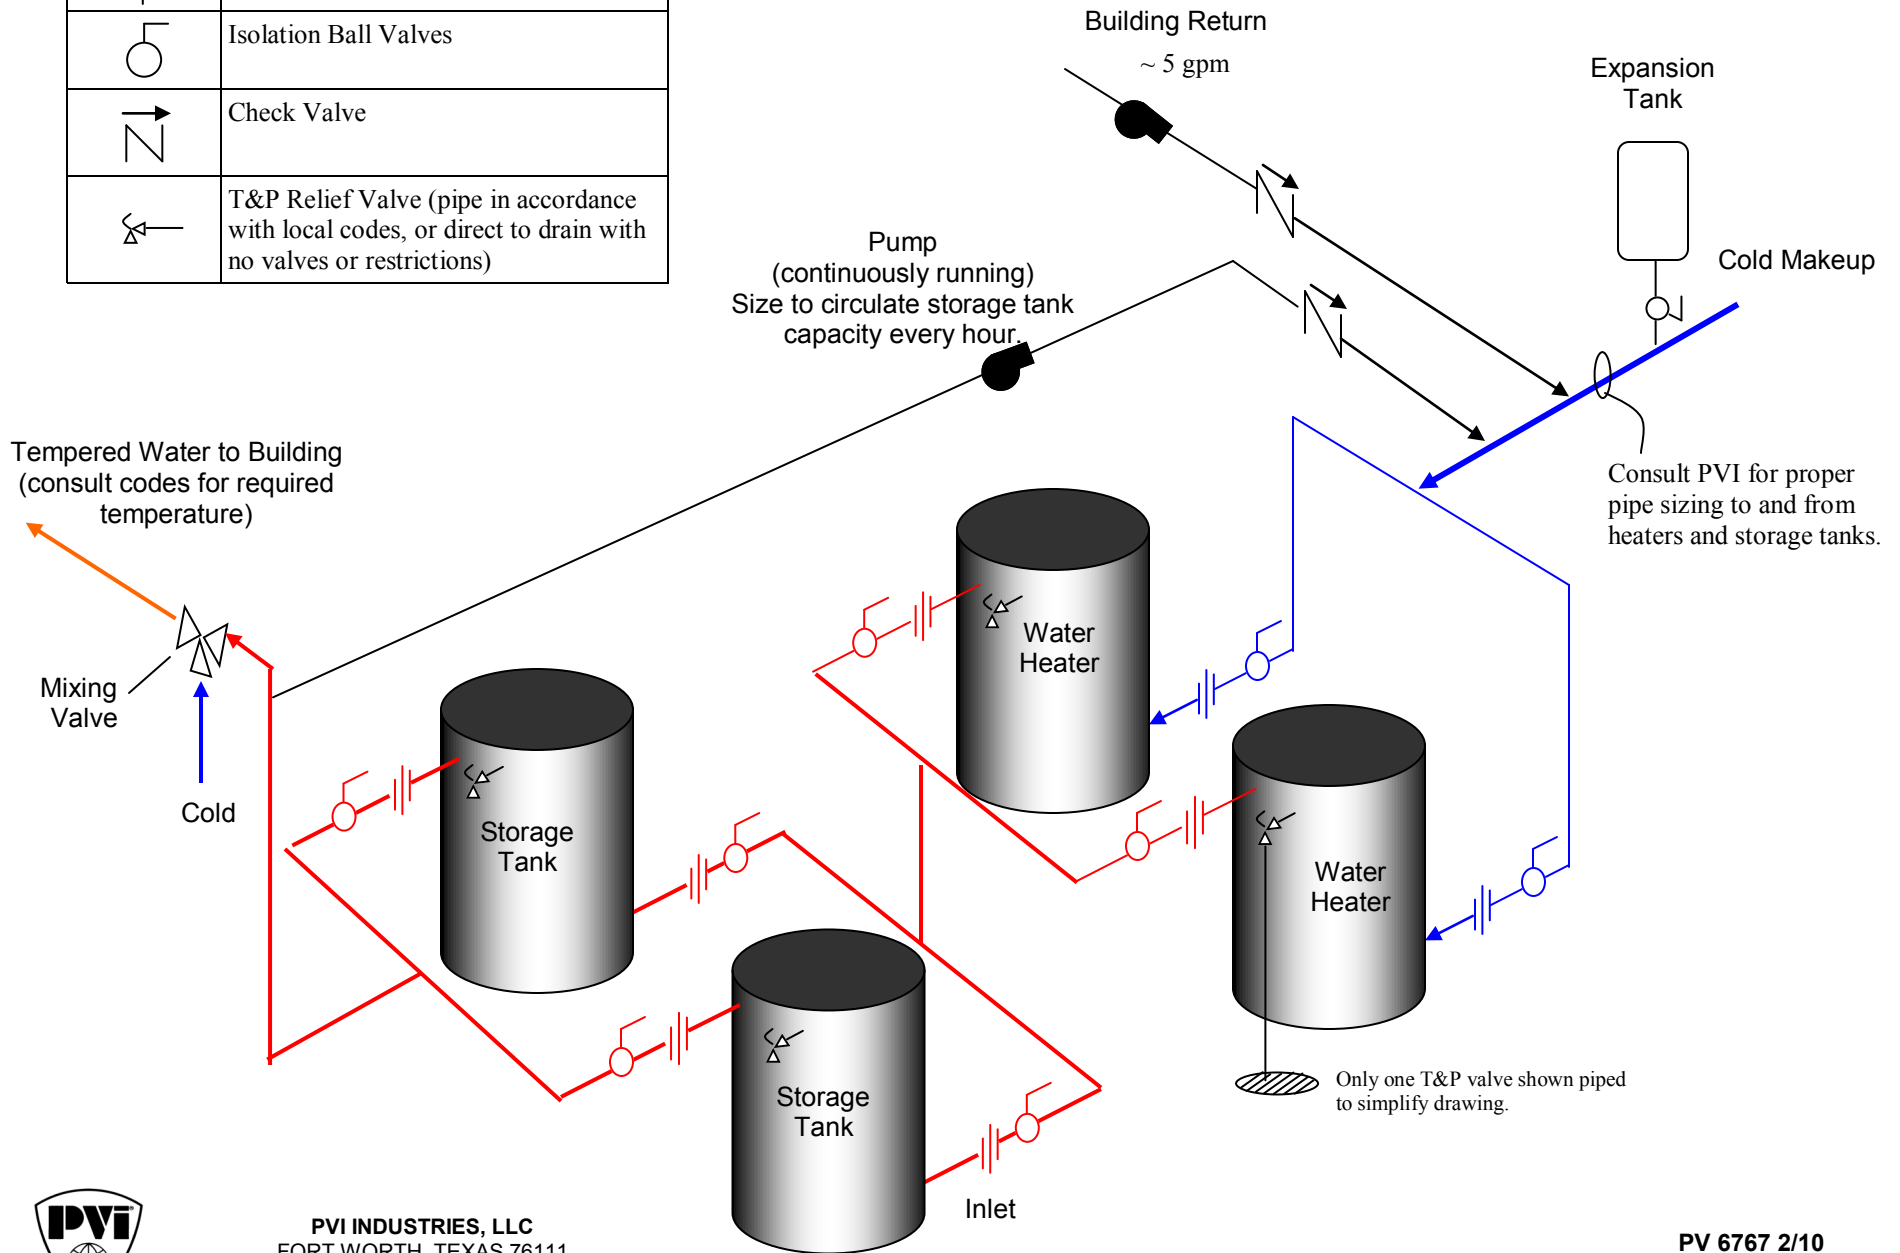 Isolation Ball Valves
Check Valve
T&P Relief Valve (pipe in accordance
with local codes, or direct to drain with
no valves or restrictions)
Building Return
~ 5 gpm
Expansion
Tank
Cold Makeup
Pump
(continuously running)
Size to circulate storage tank
capacity every hour.
Consult PVI for proper
pipe sizing to and from
heaters and storage tanks.
Tempered Water to Building
(consult codes for required
temperature)
Mixing
Valve
Cold
Water
Heater
Storage
Tank
Water
Heater
Storage
Tank
Only one T&P valve shown piped
to simplify drawing.
Inlet
PVI
PVI INDUSTRIES, LLC
FORT WORTH, TEXAS 76111
PV 6767 2/10